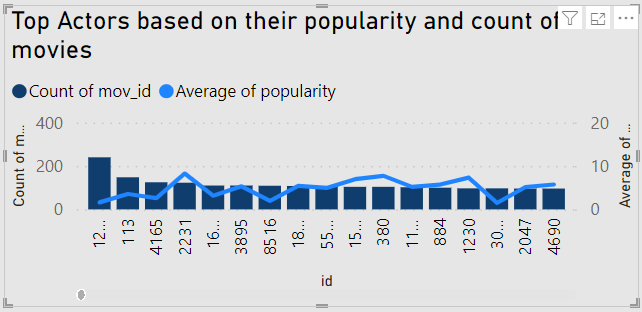 Top Actors based on their popularity and count of
movies
Count of mov_id Average of popularity
Count of m...
400
200
0
Average of ...
20
10
0
12... 113 4165 2231 16... 3895 8516 18... 55... 15... 380 11... 884 1230 30... 2047 4690
id